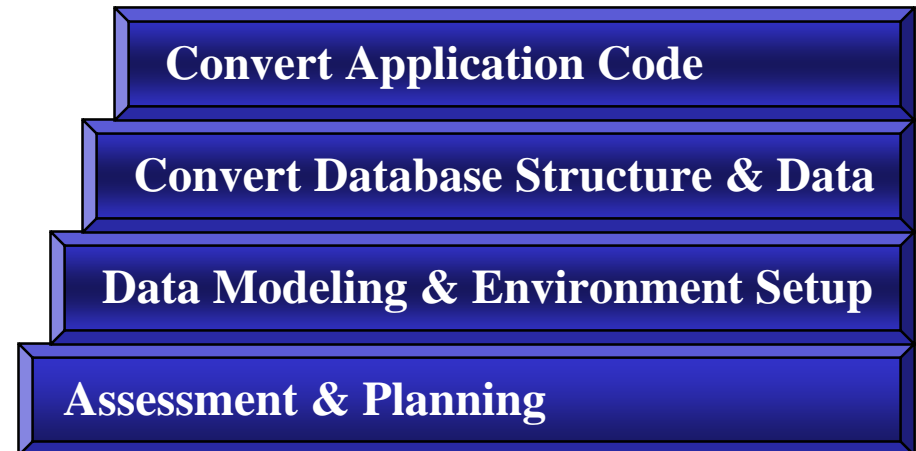 Convert Application Code
Convert Database Structure & Data
Data Modeling & Environment Setup
Assessment & Planning